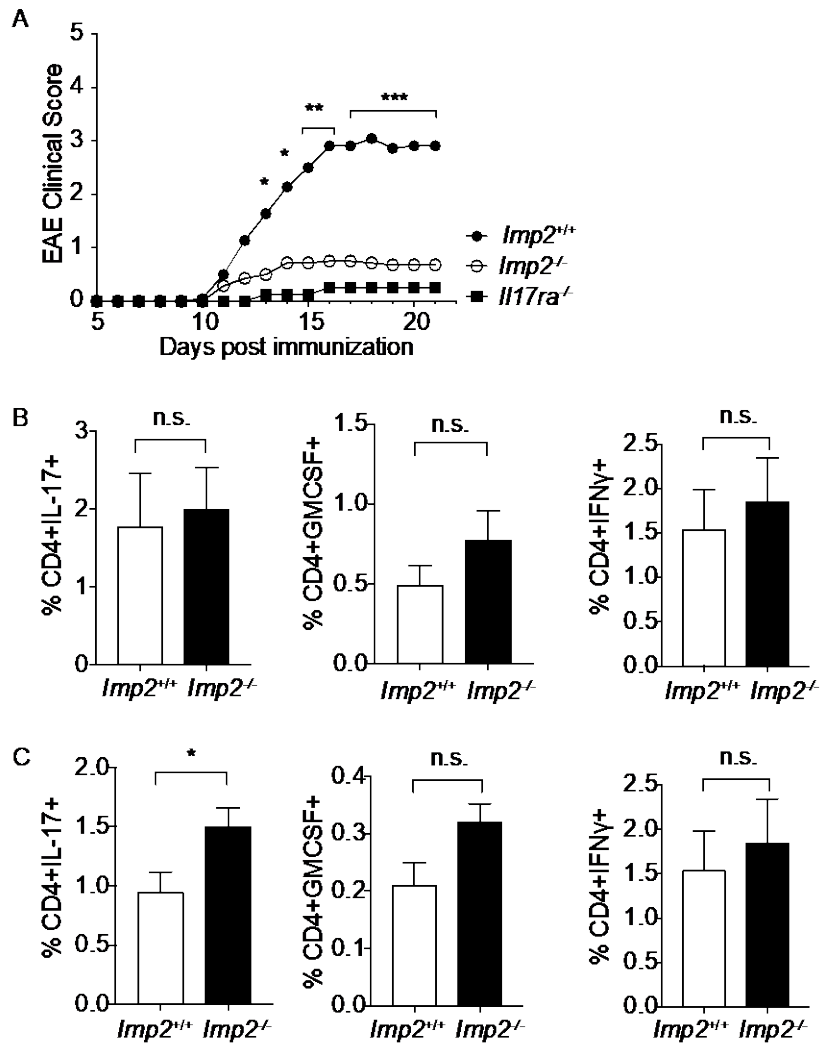 A
EAE Clinical Score
5
4
3
2
1
0
* * ** ***
5 10 15 20
Days post immunization
Imp2+/+
Imp2-/-
Il17ra-/-
B
% CD4+IL-17+
3
2
1
0
n.s.
Imp2+/+ Imp2-/-
% CD4+GMCSF+
1.5
1.0
0.5
0.0
n.s.
Imp2+/+ Imp2-/-
% CD4+IFNγ+
2.5
2.0
1.5
1.0
0.5
0.0
n.s.
Imp2+/+ Imp2-/-
C
% CD4+IL-17+
2.0
1.5
1.0
0.5
0.0
*
Imp2+/+ Imp2-/-
% CD4+GMCSF+
0.4
0.3
0.2
0.1
0.0
n.s.
Imp2+/+ Imp2-/-
% CD4+IFNγ+
2.5
2.0
1.5
1.0
0.5
0.0
n.s.
Imp2+/+ Imp2-/-